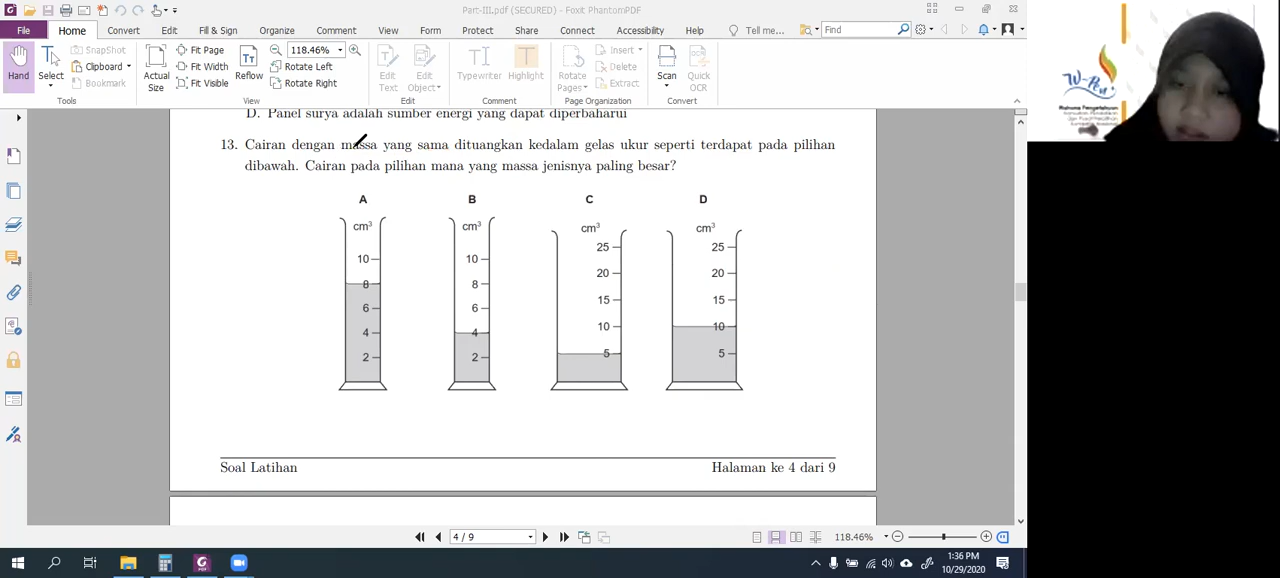 Part-III.pdf (SECURED) - Foxit PhantomPDF
File Home Convert Edit Fill & Sign Organize Comment View Form Protect Share Connect Accessibility Help Tell me... Find
Hand
Select
SnapShot
Clipboard
Bookmark
Tools
Actual Size
Reflow
Fit Page
Fit Width
Fit Visible
118.46%
Rotate Left
Rotate Right
View
Edit Text
Edit Object
Edit
Typewriter
Highlight
Comment
Rotate Pages
Insert
Delete
Extract
Page Organization
Scan
Quick OCR
Convert
D. Panel surya adalah sumber energi yang dapat diperbaharui
13. Cairan dengan massa yang sama dituangkan kedalam gelas ukur seperti terdapat pada pilihan
dibawah. Cairan pada pilihan mana yang massa jenisnya paling besar?
A B C D
cm³ cm³ cm³ cm³
10 8 6 4 2
10 8 6 4 2
25 20 15 10 5
25 20 15 10 5
Soal Latihan Halaman ke 4 dari 9
4 / 9
118.46%
1:36 PM
10/29/2020
W-Pen